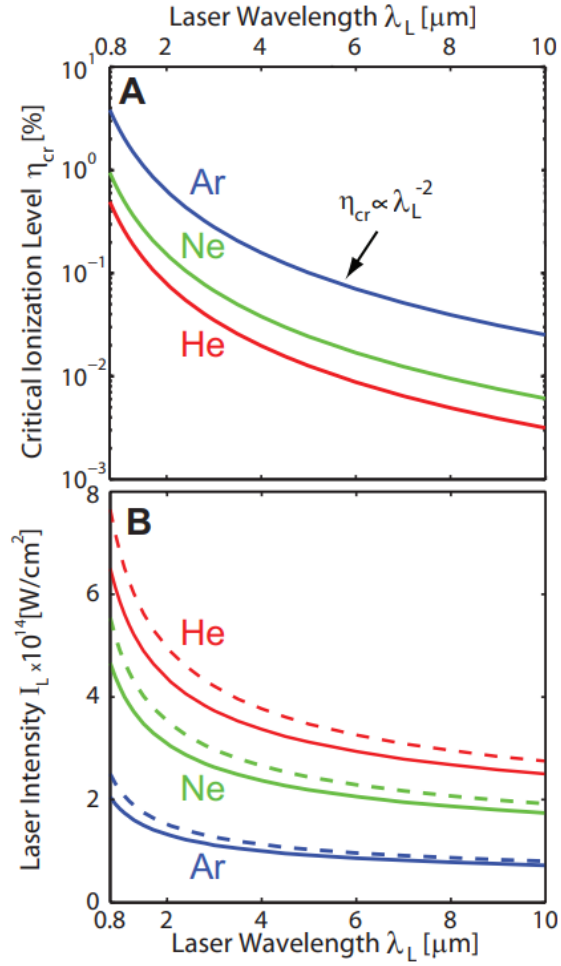 Laser Wavelength λL [μm]
0.8 2 4 6 8 10
10^1
A
Ar
10^0
ηcr ∝ λL^-2
Ne
10^-1
He
10^-2
10^-3
Critical Ionization Level ηcr [%]
8
B
6
He
4
Ne
2
Ar
0
Laser Intensity IL x10^14[W/cm^2]
0.8 2 4 6 8 10
Laser Wavelength λL [μm]